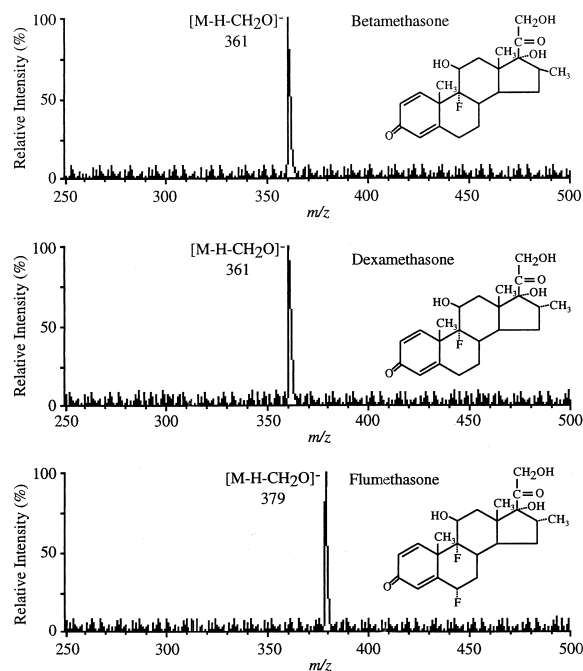 [M-H-CH₂O]⁻
361
Betamethasone
CH₂OH
C=O
CH₃
OH
HO
CH₃
CH₃
F
O
Relative Intensity (%)
100
50
0
250 300 350 400 450 500
m/z
[M-H-CH₂O]⁻
361
Dexamethasone
CH₂OH
C=O
CH₃
OH
HO
CH₃
CH₃
F
O
Relative Intensity (%)
100
50
0
250 300 350 400 450 500
m/z
[M-H-CH₂O]⁻
379
Flumethasone
CH₂OH
C=O
CH₃
OH
HO
CH₃
CH₃
F
O
F
Relative Intensity (%)
100
50
0
250 300 350 400 450 500
m/z